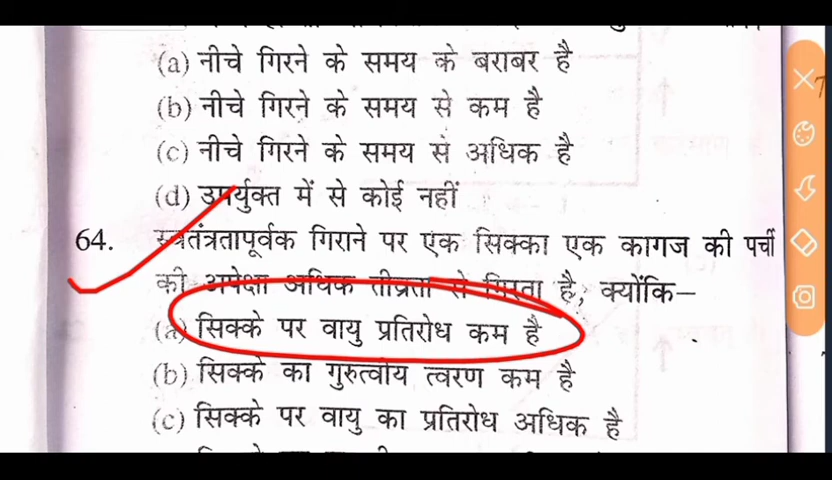 (a) नीचे गिरने के समय के बराबर है
(b) नीचे गिरने के समय से कम है
(c) नीचे गिरने के समय से अधिक है
(d) उपर्युक्त में से कोई नहीं
64. स्वतंत्रतापूर्वक गिराने पर एक सिक्का एक कागज की पर्ची
की अपेक्षा अधिक तीव्रता से गिरता है, क्योंकि–
(a) सिक्के पर वायु प्रतिरोध कम है
(b) सिक्के का गुरुत्वीय त्वरण कम है
(c) सिक्के पर वायु का प्रतिरोध अधिक है